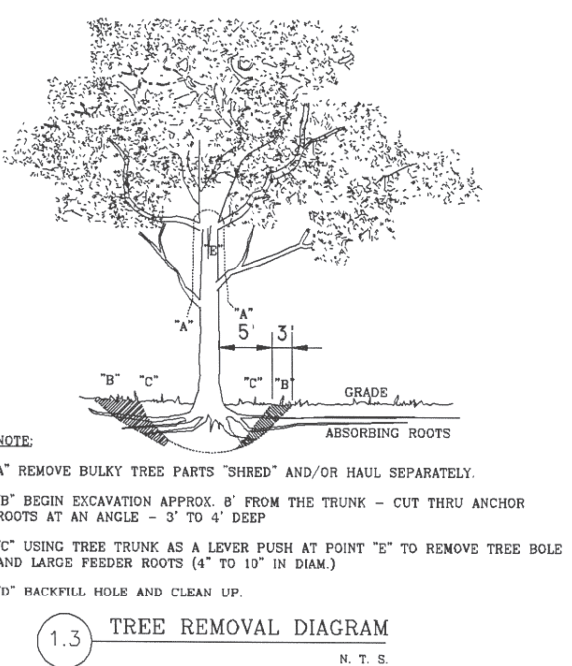 "E"
"A"
"A"
5' 3'
"B" "C" "C" "B"
GRADE
ABSORBING ROOTS
NOTE:
A" REMOVE BULKY TREE PARTS "SHRED" AND/OR HAUL SEPARATELY.
"B" BEGIN EXCAVATION APPROX. 8' FROM THE TRUNK – CUT THRU ANCHOR
ROOTS AT AN ANGLE – 3' TO 4' DEEP
"C" USING TREE TRUNK AS A LEVER PUSH AT POINT "E" TO REMOVE TREE BOLE
AND LARGE FEEDER ROOTS (4" TO 10" IN DIAM.)
"D" BACKFILL HOLE AND CLEAN UP.
1.3 TREE REMOVAL DIAGRAM
N. T. S.